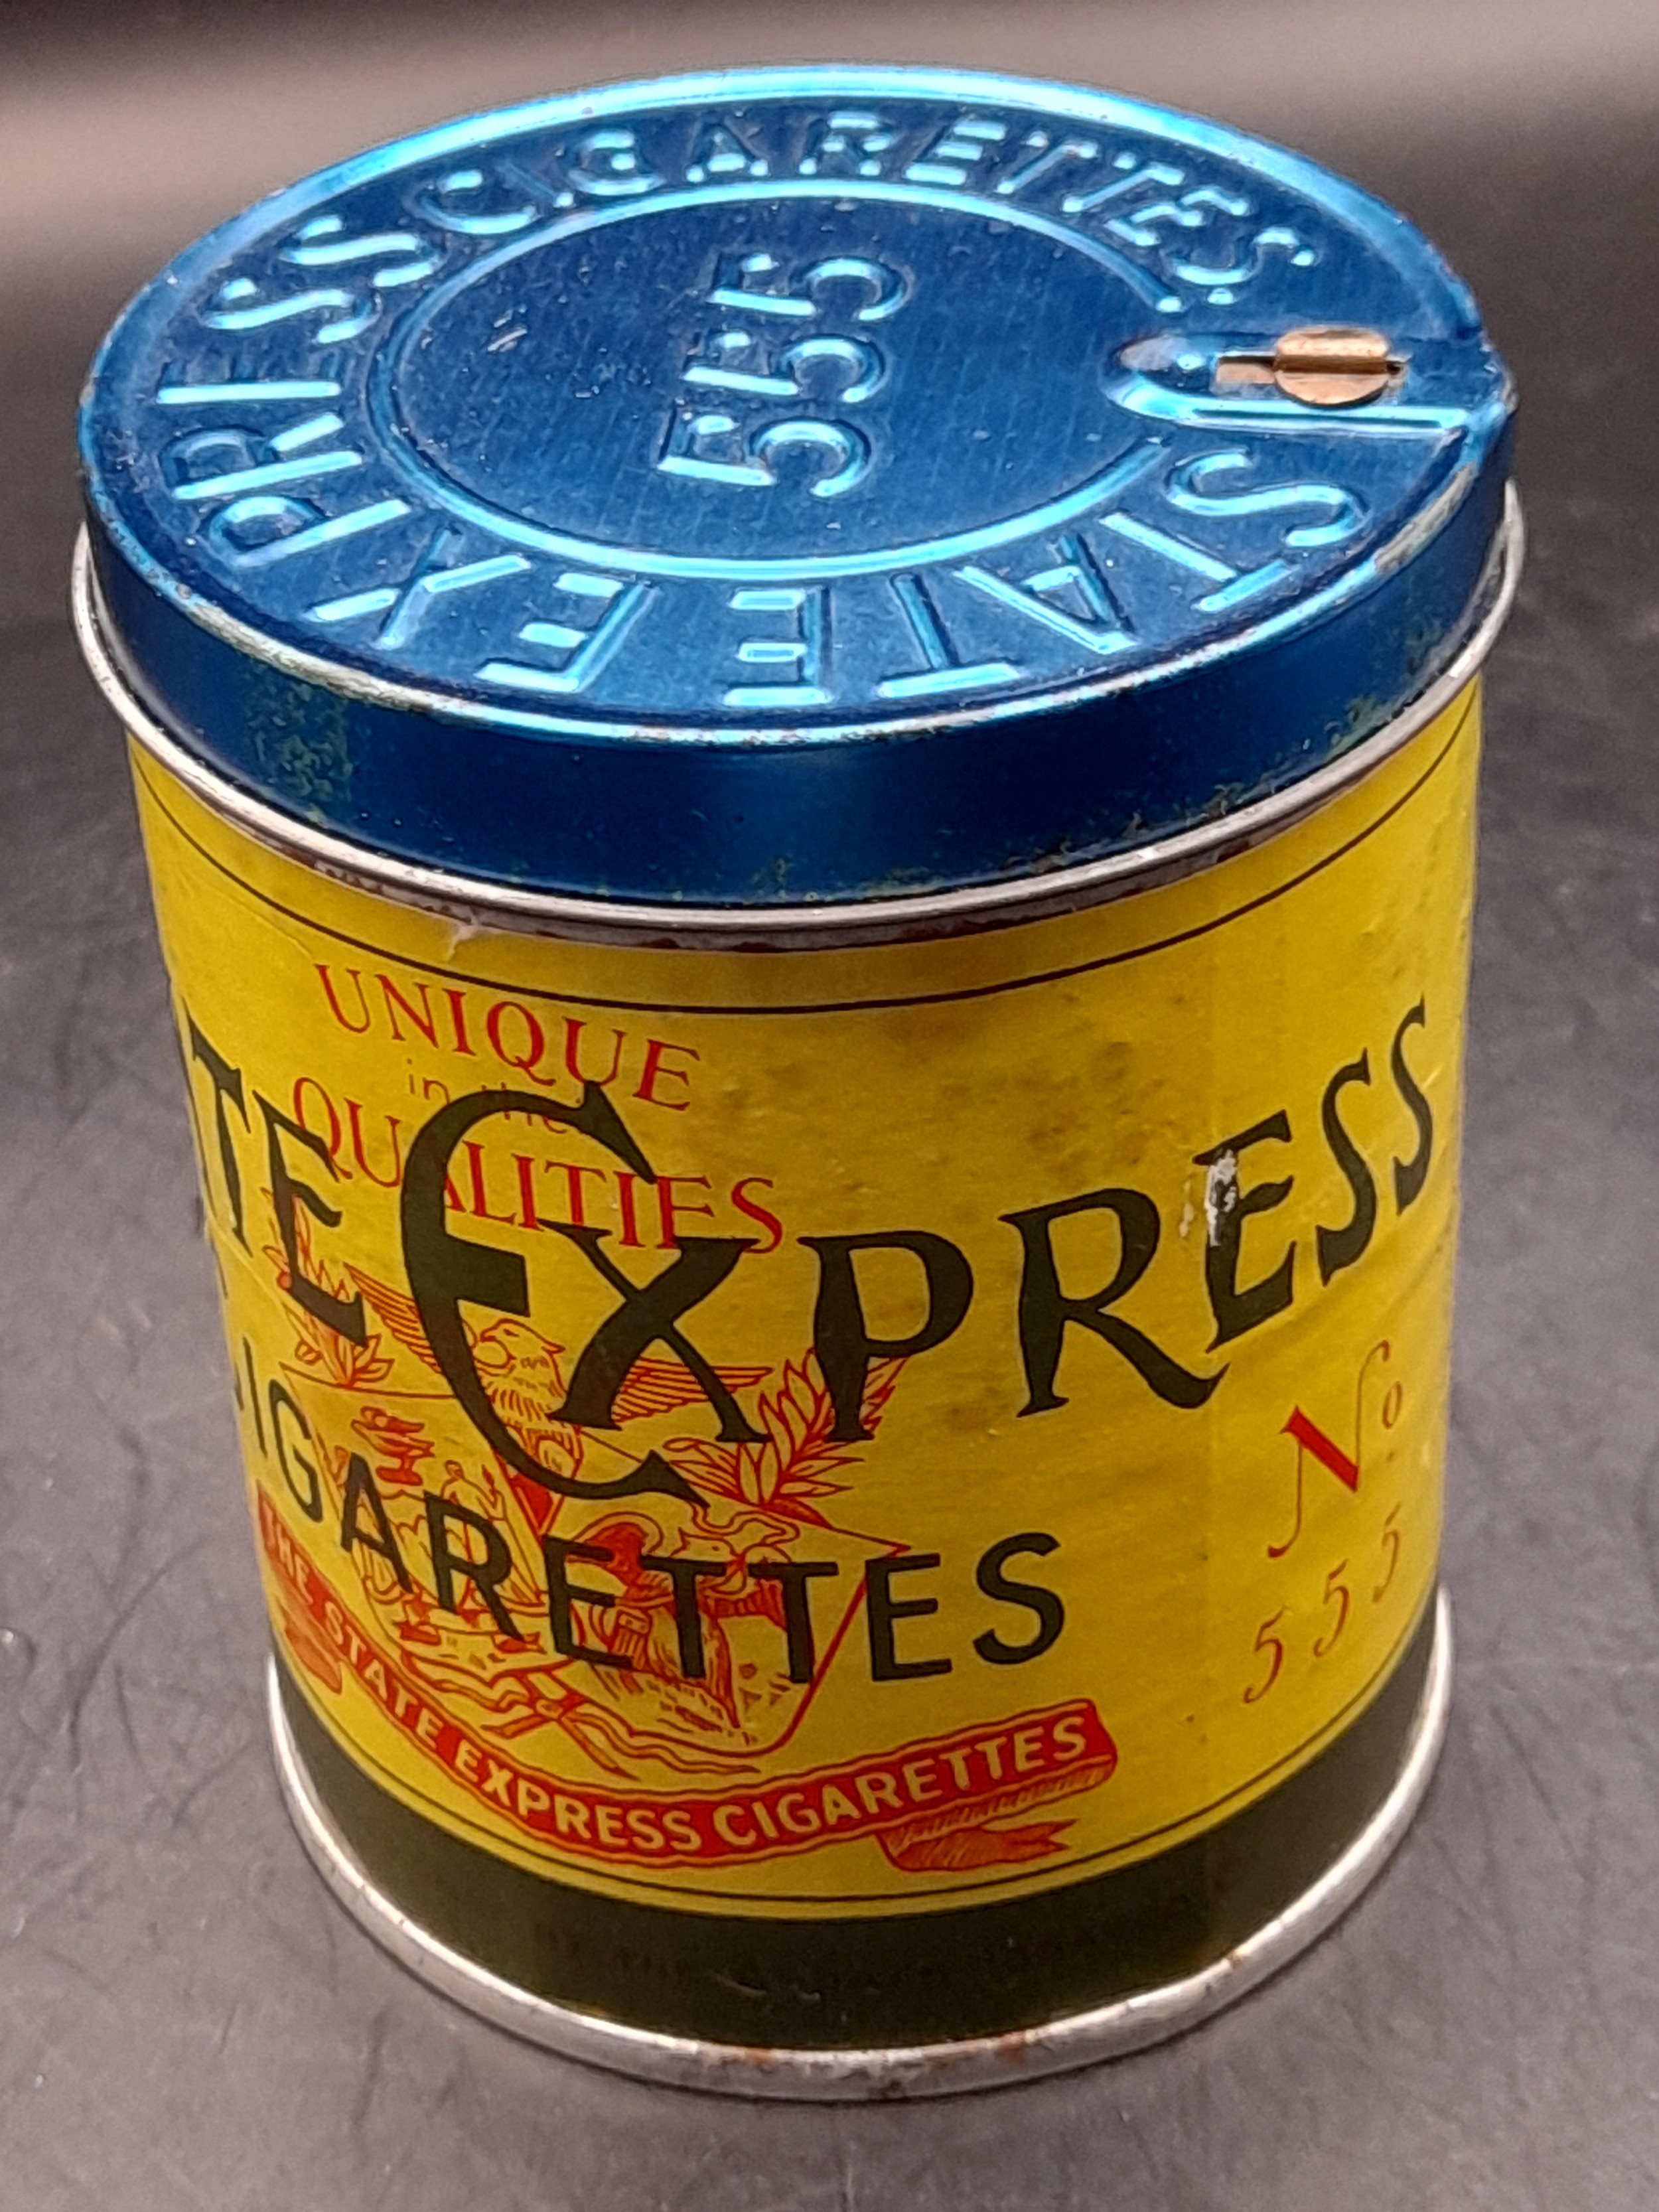 STATE EXPRESS CIGARETTES.
555
UNIQUE
in the
QUALITIES
TE EXPRESS
CIGARETTES
No 555
THE STATE EXPRESS CIGARETTES